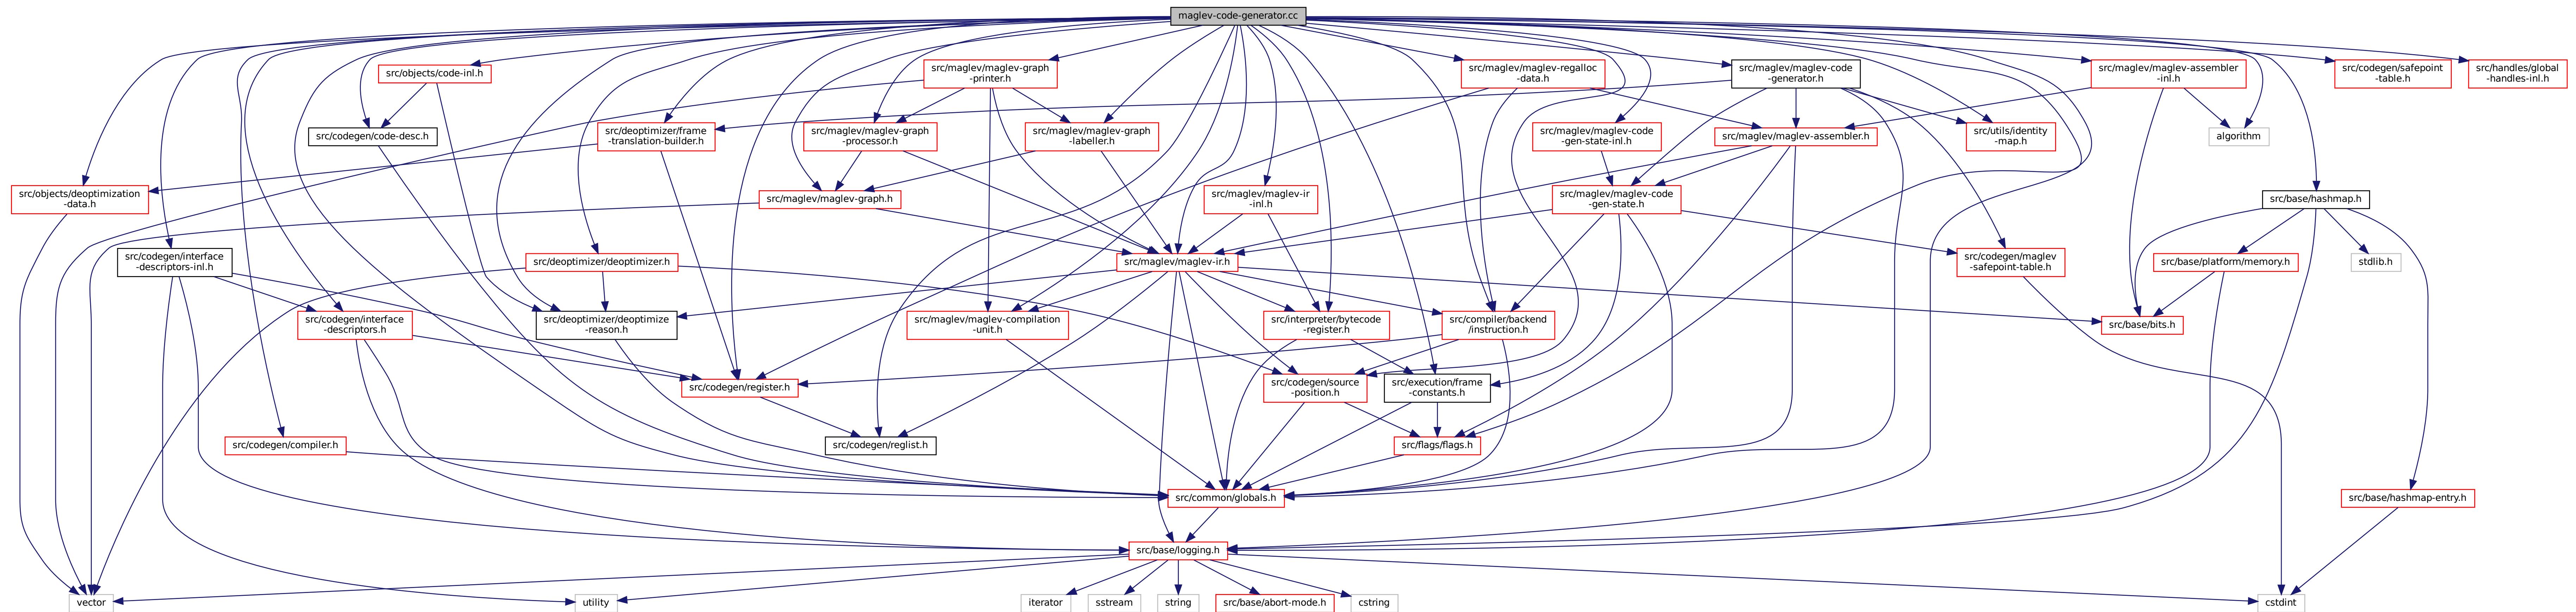 maglev-code-generator.cc
src/objects/code-inl.h
src/maglev/maglev-graph
-printer.h
src/maglev/maglev-regalloc
-data.h
src/maglev/maglev-code
-generator.h
src/maglev/maglev-assembler
-inl.h
src/codegen/safepoint
-table.h
src/handles/global
-handles-inl.h
src/codegen/code-desc.h
src/deoptimizer/frame
-translation-builder.h
src/maglev/maglev-graph
-processor.h
src/maglev/maglev-graph
-labeller.h
src/maglev/maglev-code
-gen-state-inl.h
src/maglev/maglev-assembler.h
src/utils/identity
-map.h
algorithm
src/objects/deoptimization
-data.h
src/maglev/maglev-graph.h
src/maglev/maglev-ir
-inl.h
src/maglev/maglev-code
-gen-state.h
src/base/hashmap.h
src/codegen/interface
-descriptors-inl.h
src/deoptimizer/deoptimizer.h
src/maglev/maglev-ir.h
src/codegen/maglev
-safepoint-table.h
src/base/platform/memory.h
stdlib.h
src/codegen/interface
-descriptors.h
src/deoptimizer/deoptimize
-reason.h
src/maglev/maglev-compilation
-unit.h
src/interpreter/bytecode
-register.h
src/compiler/backend
/instruction.h
src/base/bits.h
src/codegen/register.h
src/codegen/source
-position.h
src/execution/frame
-constants.h
src/codegen/compiler.h
src/codegen/reglist.h
src/flags/flags.h
src/common/globals.h
src/base/hashmap-entry.h
src/base/logging.h
vector
utility
iterator
sstream
string
src/base/abort-mode.h
cstring
cstdint